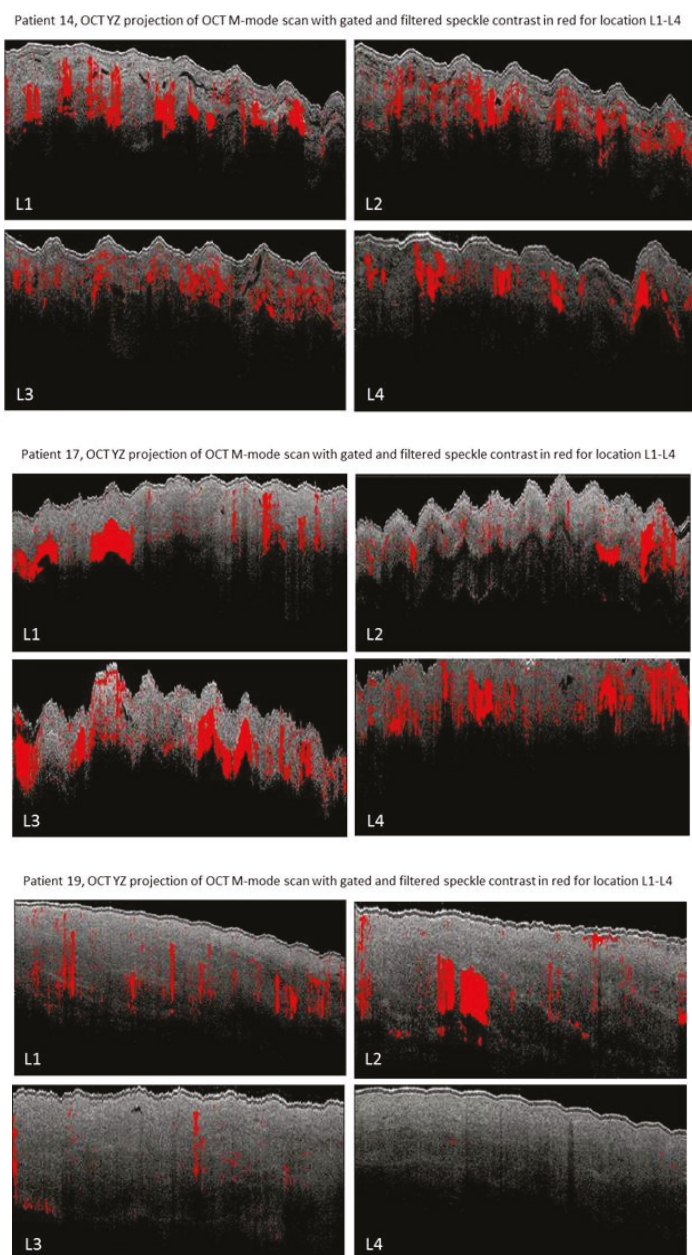 Patient 14, OCT YZ projection of OCT M-mode scan with gated and filtered speckle contrast in red for location L1-L4
L1
L2
L3
L4
Patient 17, OCT YZ projection of OCT M-mode scan with gated and filtered speckle contrast in red for location L1-L4
L1
L2
L3
L4
Patient 19, OCT YZ projection of OCT M-mode scan with gated and filtered speckle contrast in red for location L1-L4
L1
L2
L3
L4